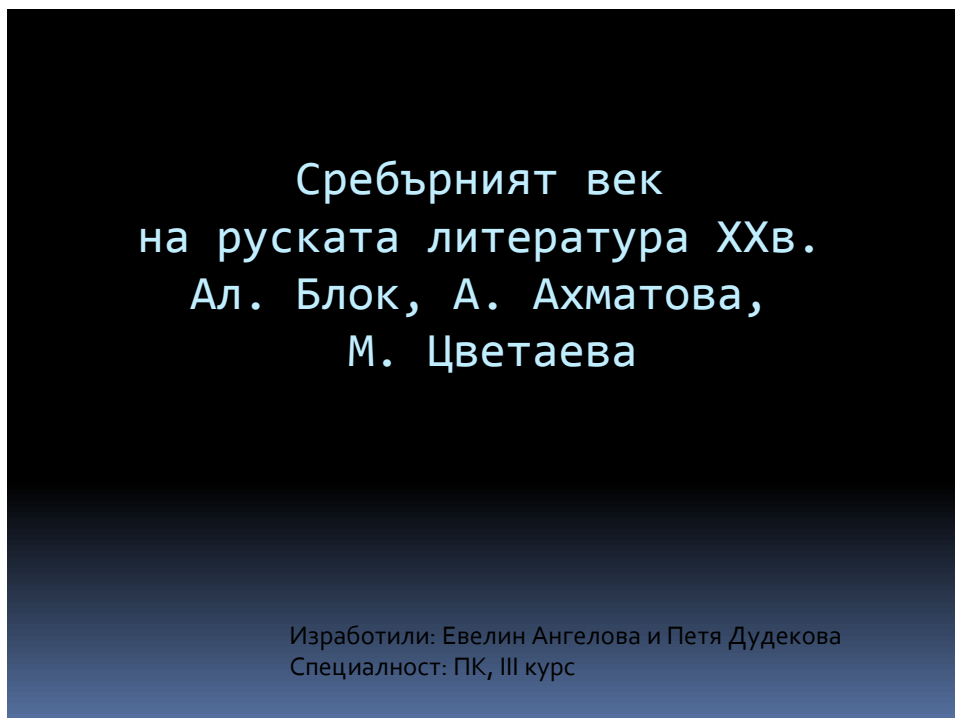 Сребърният век
на руската литература XXв.
Ал. Блок, А. Ахматова,
М. Цветаева
Изработили: Евелин Ангелова и Петя Дудекова
Специалност: ПК, III курс